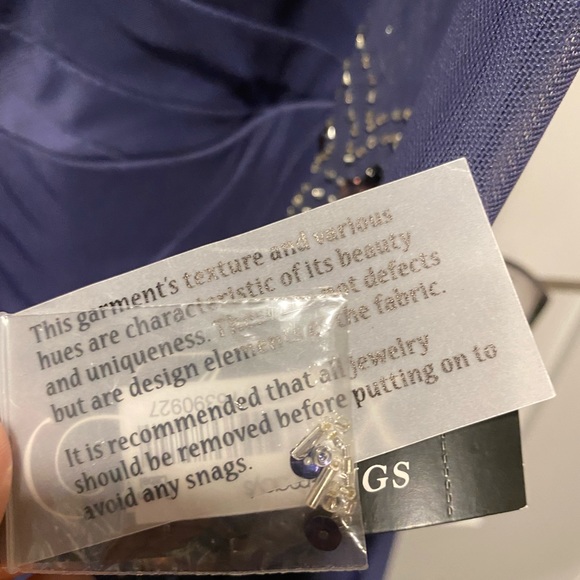 This garment's texture and various
hues are characteristic of its beauty
and uniqueness. not defects
but are design the fabric.
It is recommended that all jewelry
should be removed before putting on to
avoid any snags.
390927
GS